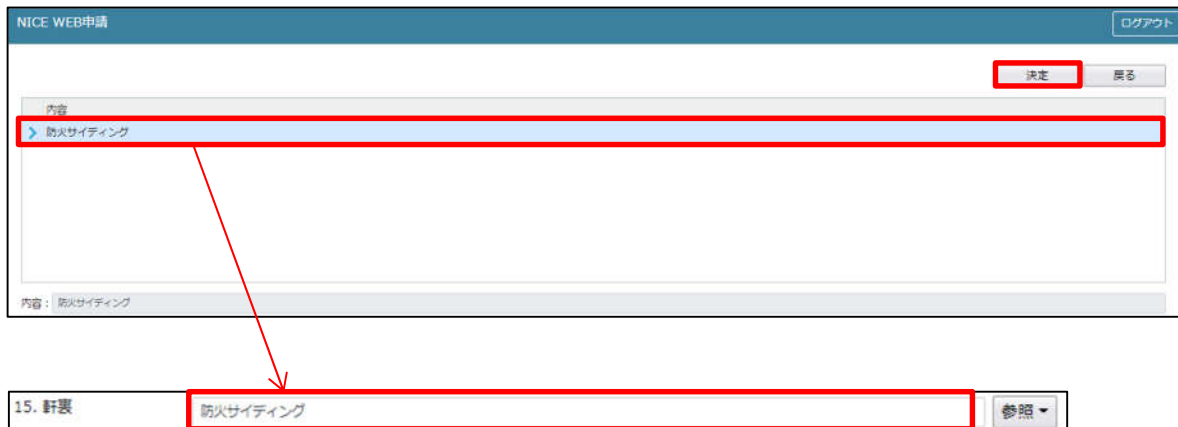 NICE WEB申請 ログアウト
決定 戻る
内容
防火サイディング
内容： 防火サイディング
15. 軒裏 防火サイディング 参照